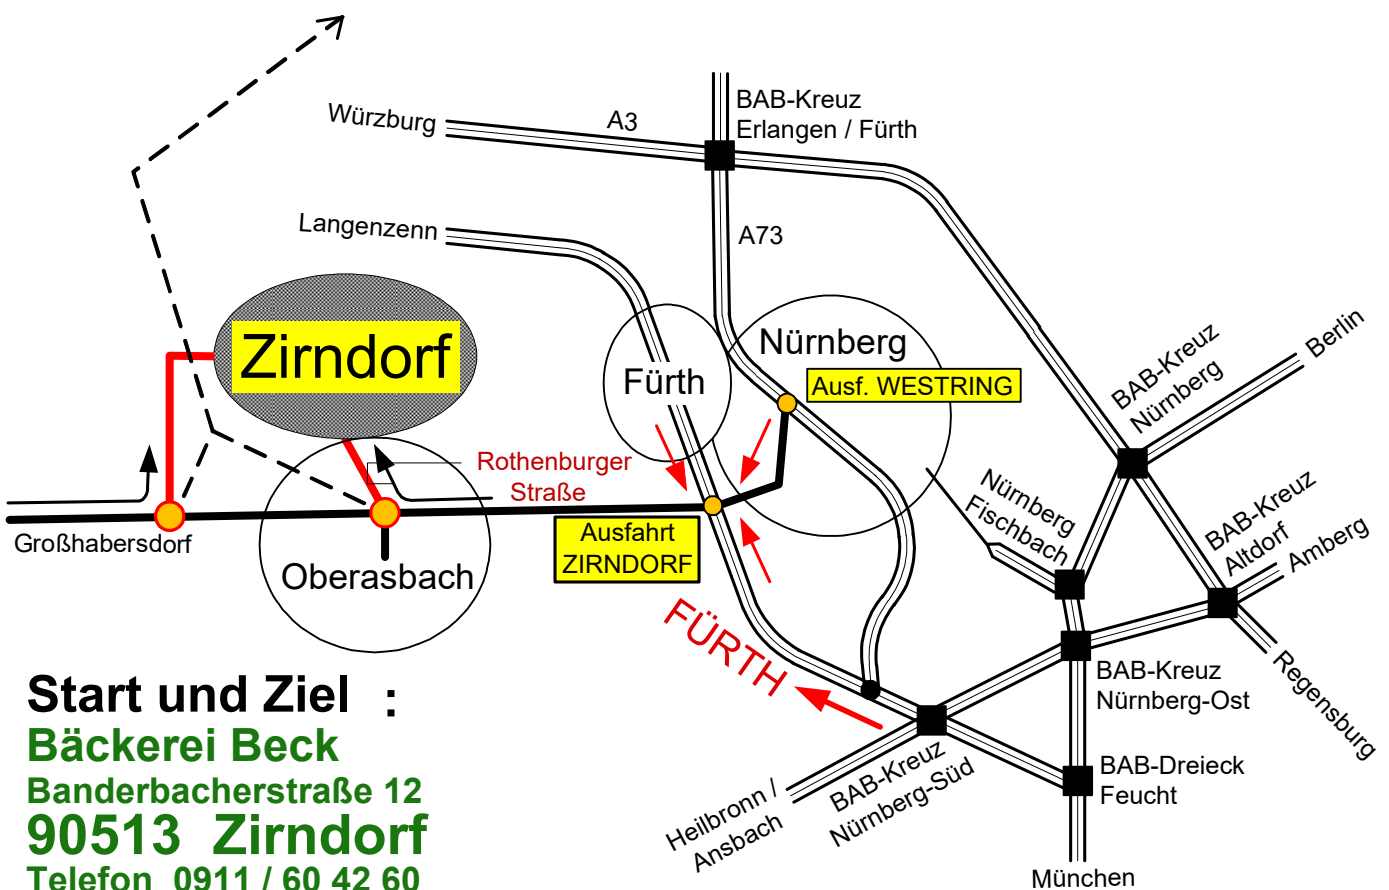 Würzburg
A3
BAB-Kreuz
Erlangen / Fürth
Langenzenn
A73
Zirndorf
Fürth
Nürnberg
Ausf. WESTRING
BAB-Kreuz
Nürnberg
Berlin
Rothenburger
Straße
Großhabersdorf
Oberasbach
Ausfahrt
ZIRNDORF
Nürnberg
Fischbach
BAB-Kreuz
Altdorf
Amberg
FÜRTH
BAB-Kreuz
Nürnberg-Ost
Regensburg
BAB-Kreuz
Nürnberg-Süd
BAB-Dreieck
Feucht
Heilbronn /
Ansbach
München
Start und Ziel :
Bäckerei Beck
Banderbacherstraße 12
90513 Zirndorf
Telefon 0911 / 60 42 60